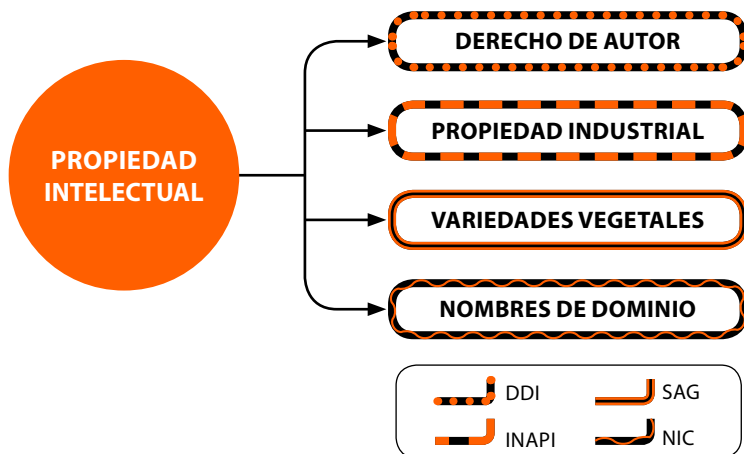 PROPIEDAD
INTELECTUAL
DERECHO DE AUTOR
PROPIEDAD INDUSTRIAL
VARIEDADES VEGETALES
NOMBRES DE DOMINIO
DDI
SAG
INAPI
NIC